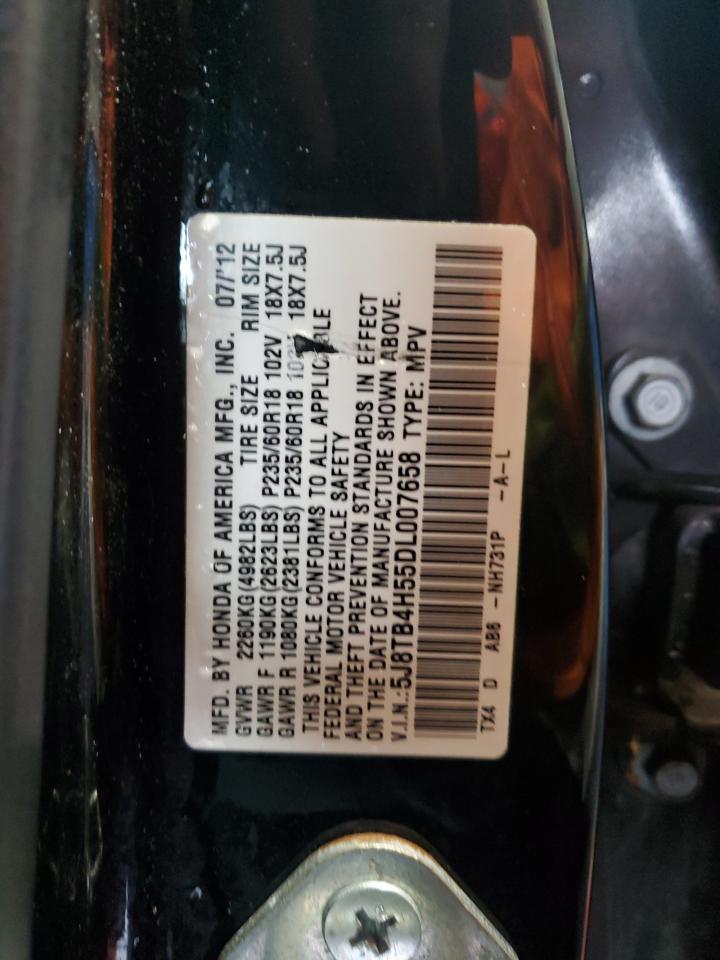 MFD. BY HONDA OF AMERICA MFG., INC. 07/'12
GVWR 2260KG(4982LBS) TIRE SIZE RIM SIZE
GAWR F 1190KG(2623LBS) P235/60R18 102V 18X7.5J
GAWR R 1080KG(2381LBS) P235/60R18 18X7.5J
THIS VEHICLE CONFORMS TO ALL APPLICABLE
FEDERAL MOTOR VEHICLE SAFETY
AND THEFT PREVENTION STANDARDS IN EFFECT
ON THE DATE OF MANUFACTURE SHOWN ABOVE.
V.I.N.:5J8TB4H55DL007658 TYPE: MPV
TX4 D AB6 -NH731P -A-L